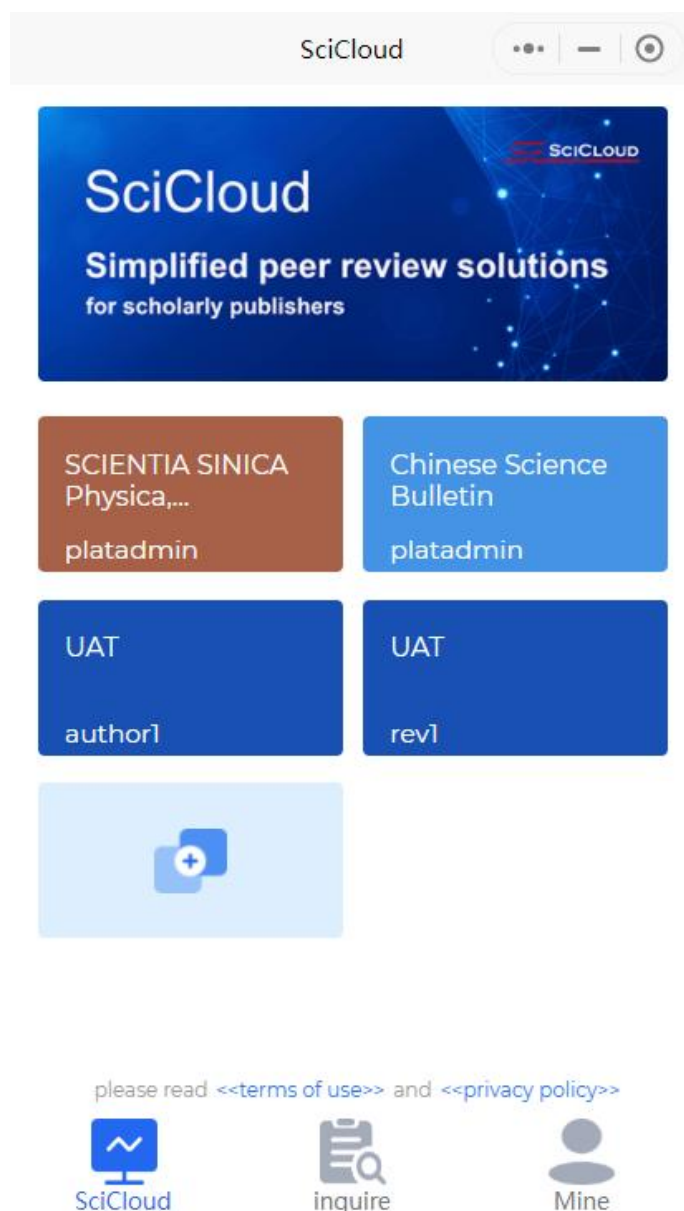 SciCloud
SCICLOUD
SciCloud
Simplified peer review solutions
for scholarly publishers
SCIENTIA SINICA
Physica,...
platadmin
Chinese Science
Bulletin
platadmin
UAT
author1
UAT
rev1
please read <<terms of use>> and <<privacy policy>>
SciCloud
inquire
Mine